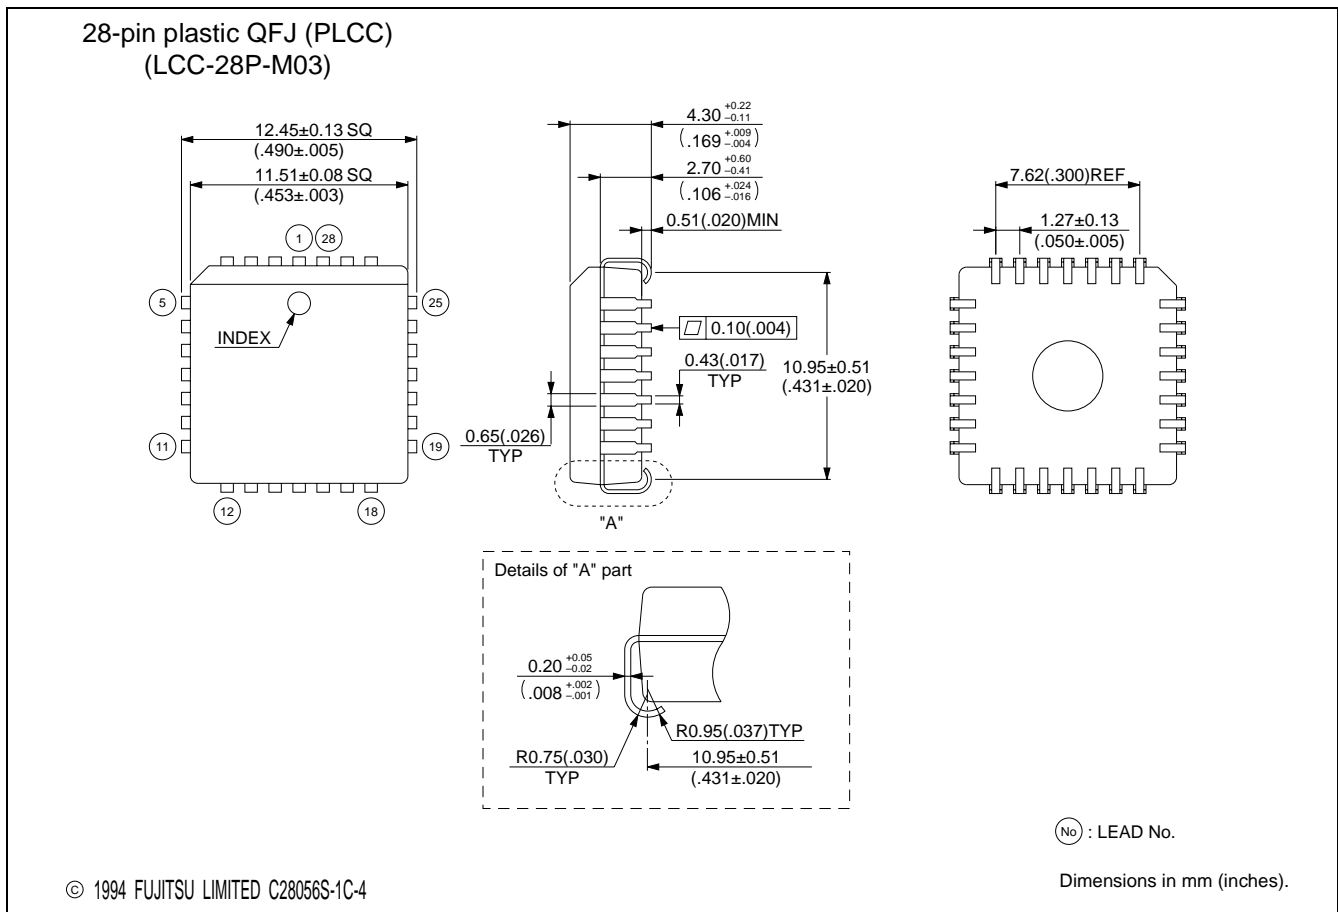 28-pin plastic QFJ (PLCC)
(LCC-28P-M03)
12.45±0.13 SQ
(.490±.005)
11.51±0.08 SQ
(.453±.003)
1
28
5
25
INDEX
11
19
12
18
4.30 +0.22 –0.11
(.169 +.009 –.004)
2.70 +0.60 –0.41
(.106 +.024 –.016)
0.51(.020)MIN
0.10(.004)
0.43(.017)
TYP
10.95±0.51
(.431±.020)
0.65(.026)
TYP
"A"
7.62(.300)REF
1.27±0.13
(.050±.005)
Details of "A" part
0.20 +0.05 –0.02
(.008 +.002 –.001)
R0.95(.037)TYP
R0.75(.030)
TYP
10.95±0.51
(.431±.020)
No : LEAD No.
Dimensions in mm (inches).
© 1994 FUJITSU LIMITED C28056S-1C-4